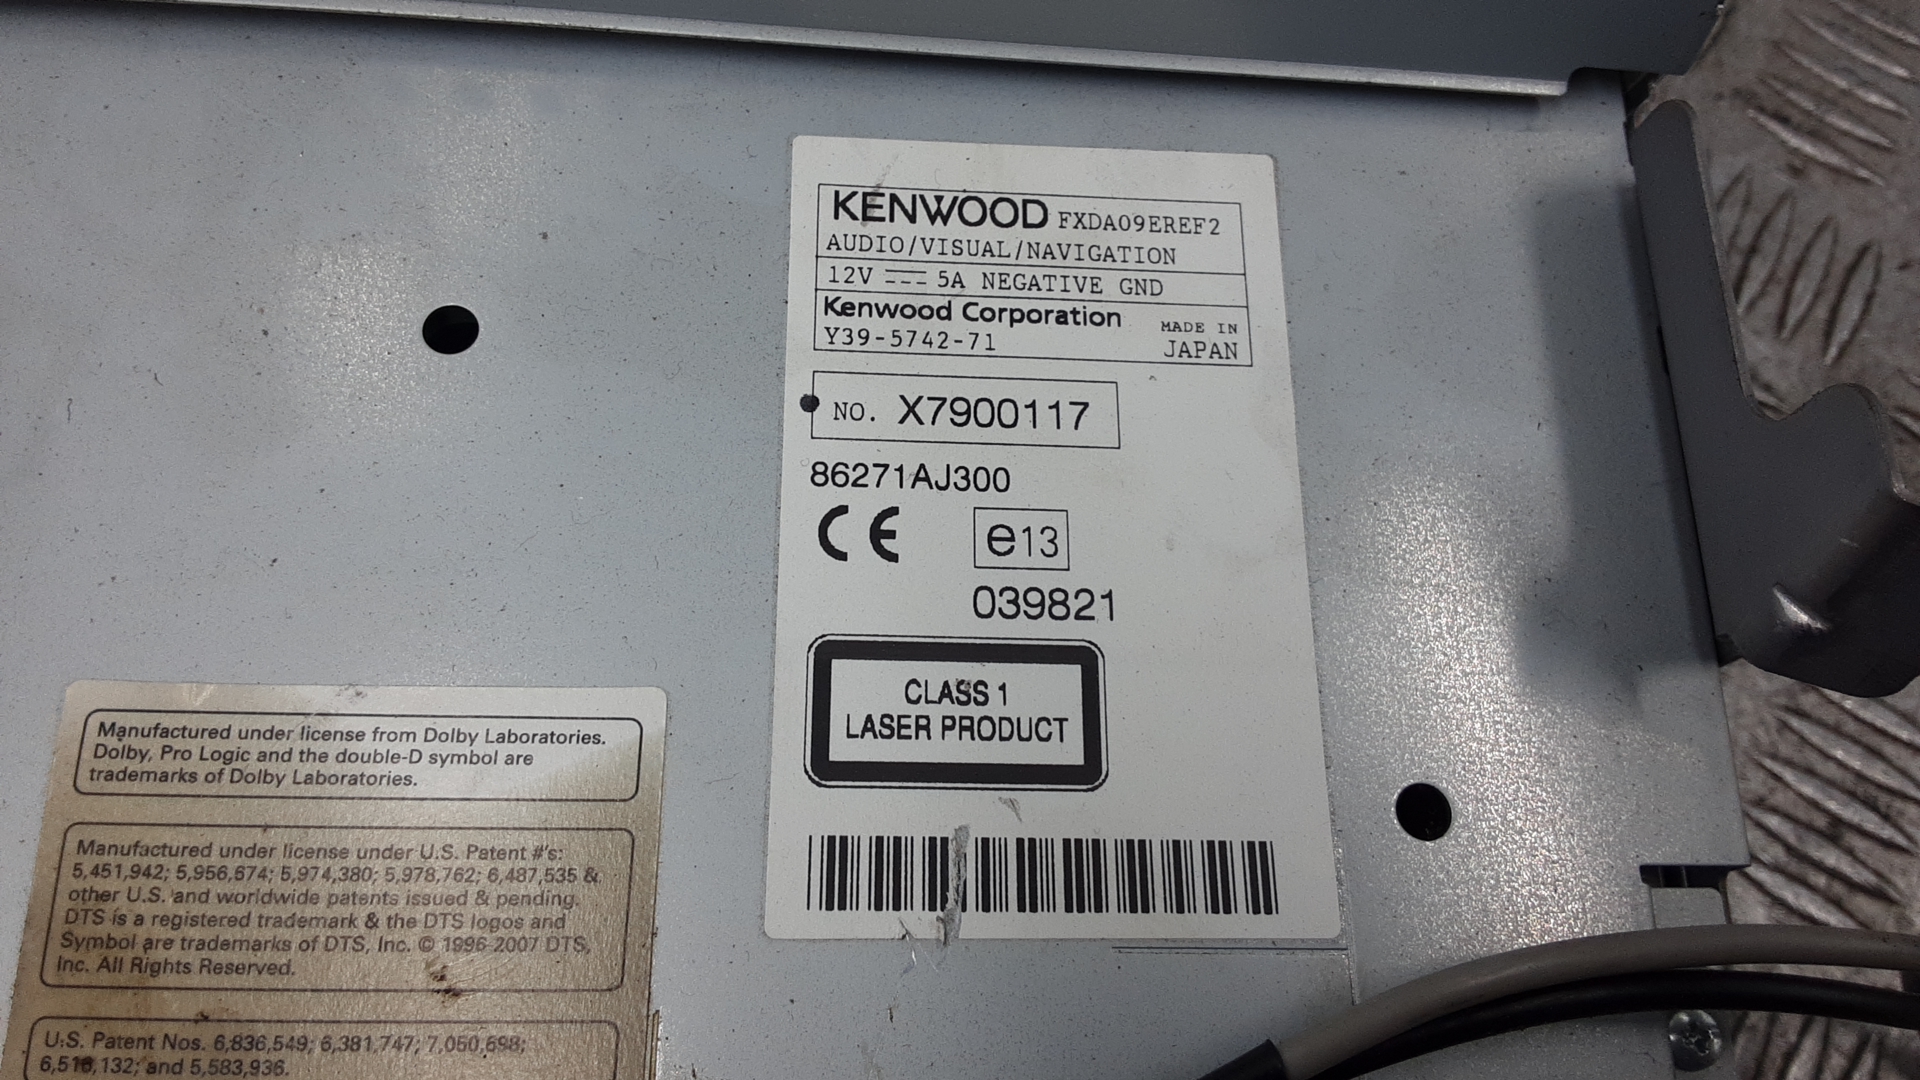 KENWOOD FXDA09EREF2
AUDIO/VISUAL/NAVIGATION
12V 5A NEGATIVE GND
Kenwood Corporation
Y39-5742-71
MADE IN
JAPAN
NO. X7900117
86271AJ300
CE e13
039821
CLASS 1
LASER PRODUCT
Manufactured under license from Dolby Laboratories.
Dolby, Pro Logic and the double-D symbol are
trademarks of Dolby Laboratories.
Manufactured under license under U.S. Patent #'s:
5,451,942; 5,956,674; 5,974,380; 5,978,762; 6,487,535 &
other U.S. and worldwide patents issued & pending.
DTS is a registered trademark & the DTS logos and
Symbol are trademarks of DTS, Inc. © 1996-2007 DTS,
Inc. All Rights Reserved.
U.S. Patent Nos. 6,836,549; 6,381,747; 7,050,698;
6,516,132; and 5,583,936.